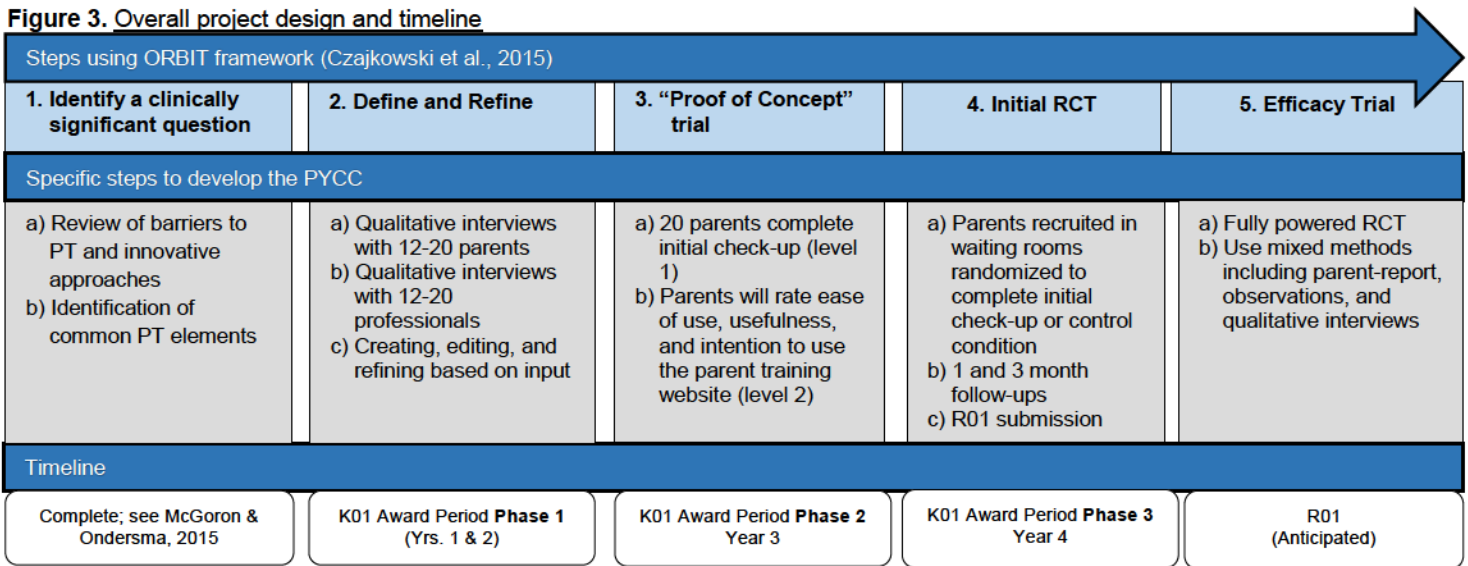 Figure 3. Overall project design and timeline
Steps using ORBIT framework (Czajkowski et al., 2015)
1. Identify a clinically
significant question
2. Define and Refine
3. “Proof of Concept”
trial
4. Initial RCT
5. Efficacy Trial
Specific steps to develop the PYCC
a) Review of barriers to
PT and innovative
approaches
b) Identification of
common PT elements
a) Qualitative interviews
with 12-20 parents
b) Qualitative interviews
with 12-20
professionals
c) Creating, editing, and
refining based on input
a) 20 parents complete
initial check-up (level
1)
b) Parents will rate ease
of use, usefulness,
and intention to use
the parent training
website (level 2)
a) Parents recruited in
waiting rooms
randomized to
complete initial
check-up or control
condition
b) 1 and 3 month
follow-ups
c) R01 submission
a) Fully powered RCT
b) Use mixed methods
including parent-report,
observations, and
qualitative interviews
Timeline
Complete; see McGoron &
Ondersma, 2015
K01 Award Period Phase 1
(Yrs. 1 & 2)
K01 Award Period Phase 2
Year 3
K01 Award Period Phase 3
Year 4
R01
(Anticipated)